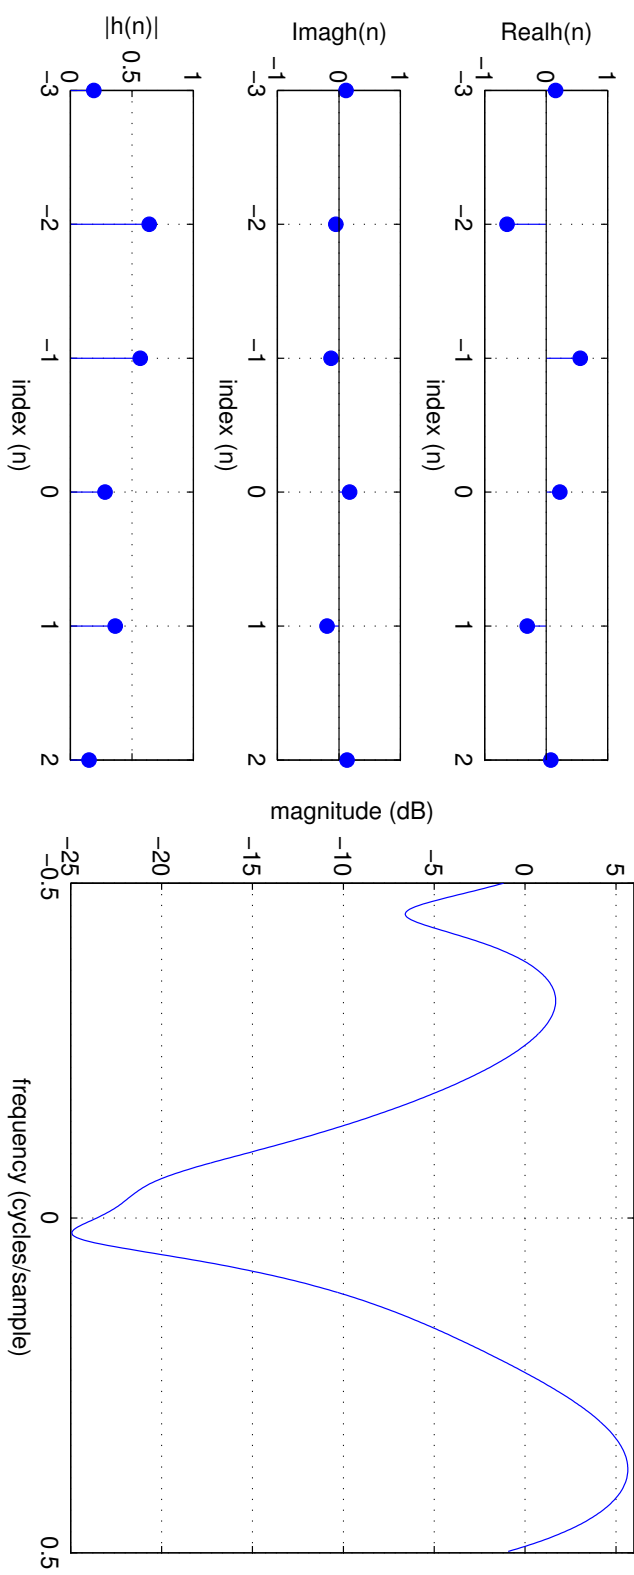 Realh(n)
1
0
−1
−3 −2 −1 0 1 2
index (n)
Imagh(n)
1
0
−1
−3 −2 −1 0 1 2
index (n)
|h(n)|
1
0.5
0
−3 −2 −1 0 1 2
index (n)
magnitude (dB)
5
0
−5
−10
−15
−20
−25
−0.5 0 0.5
frequency (cycles/sample)